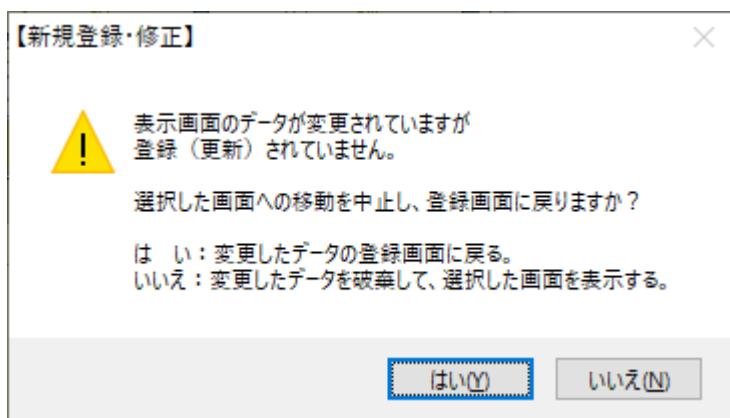 【新規登録・修正】
表示画面のデータが変更されていますが
登録（更新）されていません。
選択した画面への移動を中止し、登録画面に戻りますか？
は　い：変更したデータの登録画面に戻る。
いいえ：変更したデータを破棄して、選択した画面を表示する。
はい(Y)
いいえ(N)